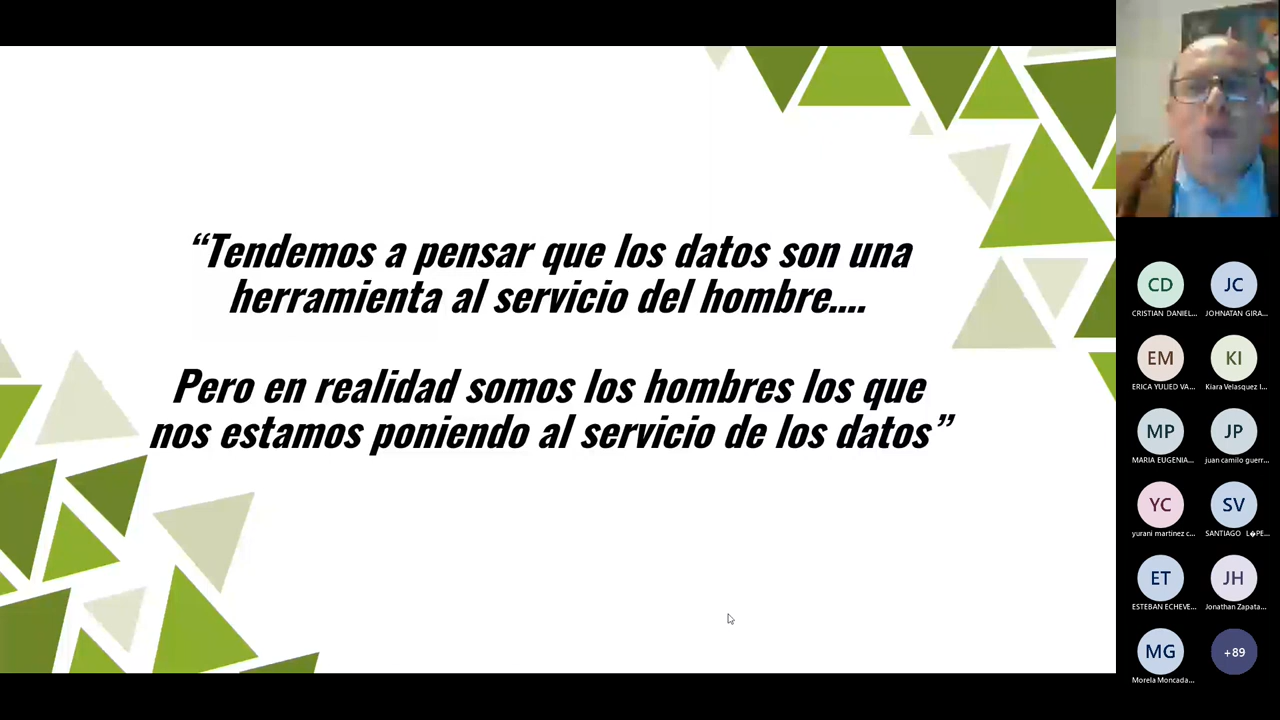 “Tendemos a pensar que los datos son una
herramienta al servicio del hombre....
Pero en realidad somos los hombres los que
nos estamos poniendo al servicio de los datos”
CD
JC
CRISTIAN DANIEL...
JOHNATAN GIRA...
EM
KI
ERICA YULIED VA...
Kiara Velasquez I...
MP
JP
MARIA EUGENIA...
juan camilo guerr...
YC
SV
yurani martinez c...
SANTIAGO L�PE...
ET
JH
ESTEBAN ECHEVE...
Jonathan Zapata...
MG
+89
Morela Moncada...